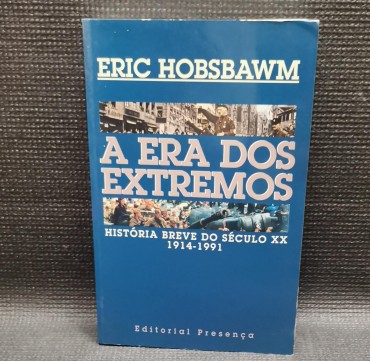 ERIC HOBSBAWM
A ERA DOS
EXTREMOS
HISTÓRIA BREVE DO SÉCULO XX
1914-1991
Editorial Presença